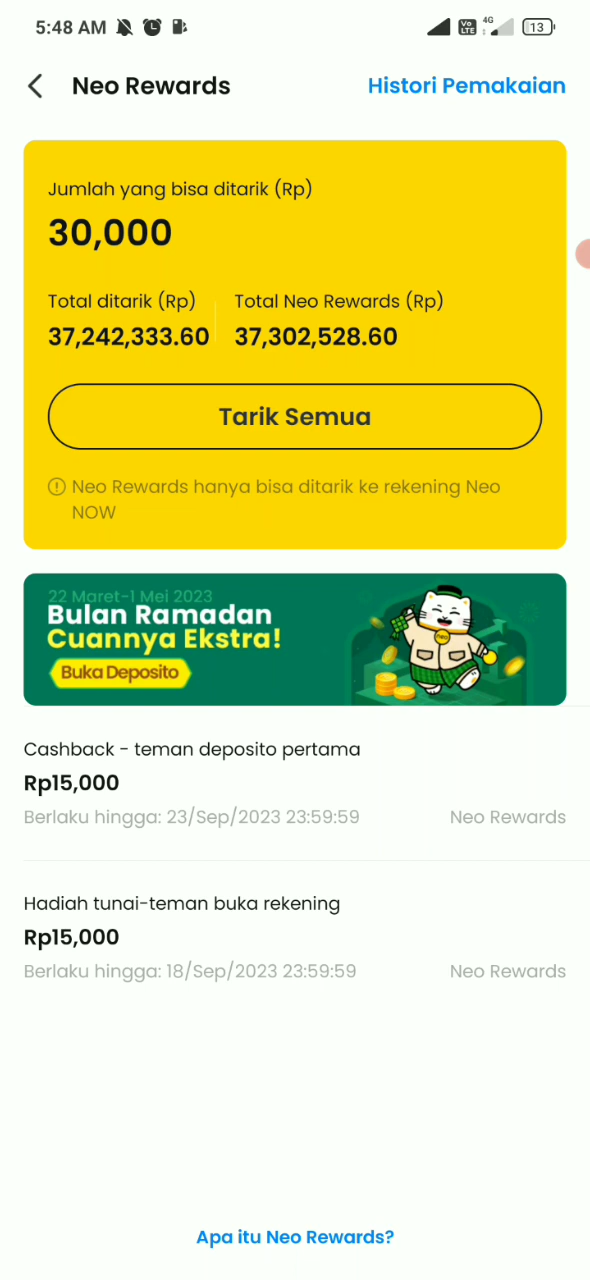 5:48 AM
4G
Vo
LTE
13
Neo Rewards
Histori Pemakaian
Jumlah yang bisa ditarik (Rp)
30,000
Total ditarik (Rp)
Total Neo Rewards (Rp)
37,242,333.60
37,302,528.60
Tarik Semua
Neo Rewards hanya bisa ditarik ke rekening Neo
NOW
22 Maret-1 Mei 2023
Bulan Ramadan
Cuannya Ekstra!
Buka Deposito
neo
Cashback - teman deposito pertama
Rp15,000
Berlaku hingga: 23/Sep/2023 23:59:59
Neo Rewards
Hadiah tunai-teman buka rekening
Rp15,000
Berlaku hingga: 18/Sep/2023 23:59:59
Neo Rewards
Apa itu Neo Rewards?